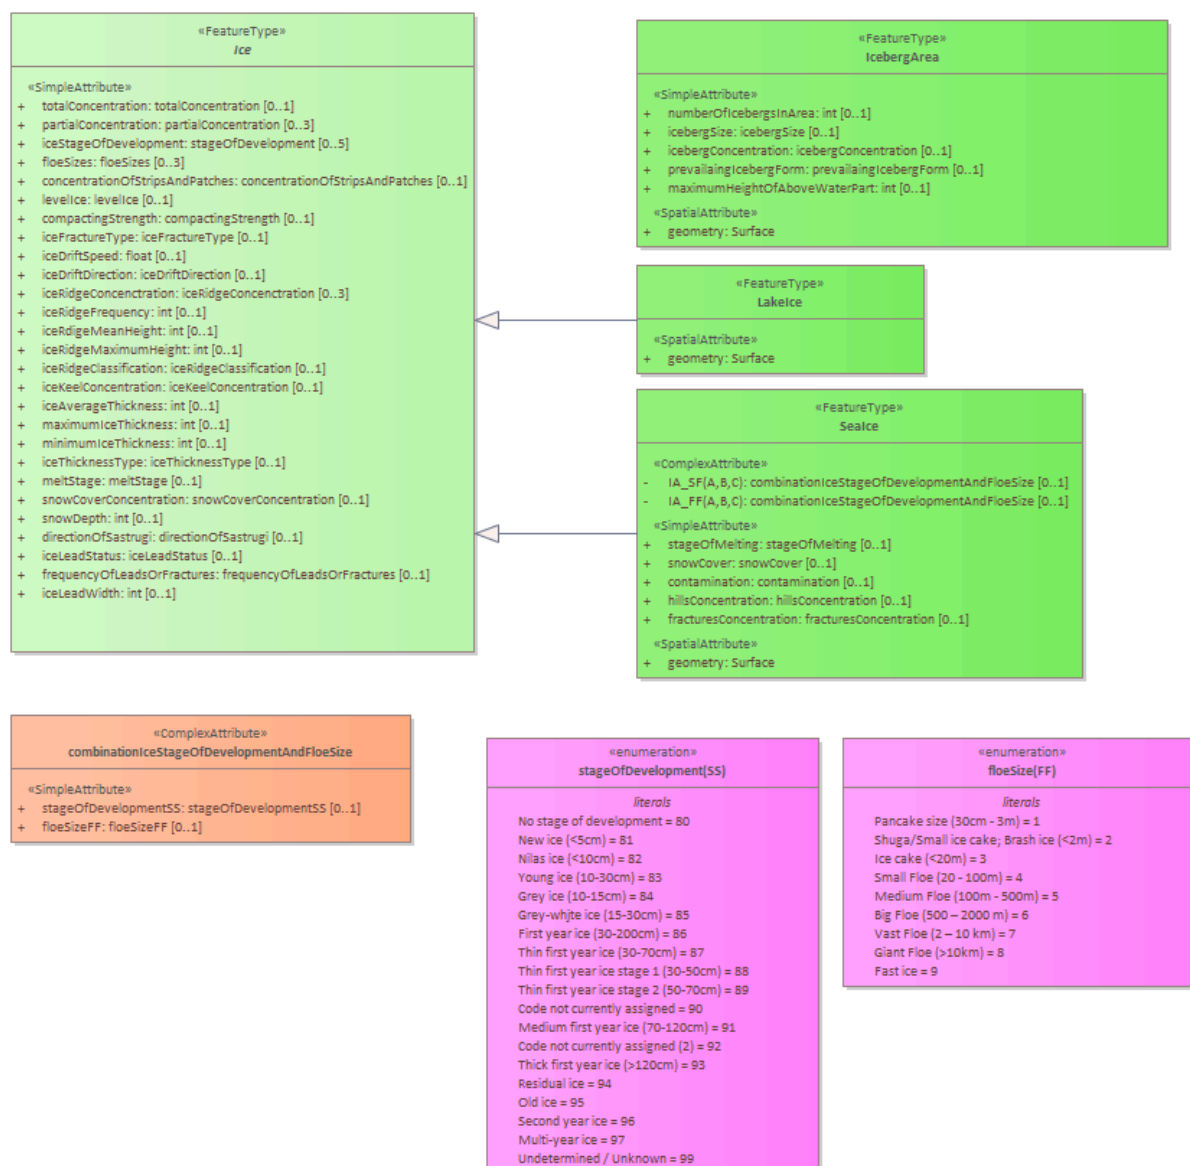 «FeatureType»
Ice
«SimpleAttribute»
+ totalConcentration: totalConcentration [0..1]
+ partialConcentration: partialConcentration [0..3]
+ iceStageOfDevelopment: stageOfDevelopment [0..5]
+ floeSizes: floeSizes [0..3]
+ concentrationOfStripsAndPatches: concentrationOfStripsAndPatches [0..1]
+ levelIce: levelIce [0..1]
+ compactingStrength: compactingStrength [0..1]
+ iceFractureType: iceFractureType [0..1]
+ iceDriftSpeed: float [0..1]
+ iceDriftDirection: iceDriftDirection [0..1]
+ iceRidgeConcenctration: iceRidgeConcenctration [0..3]
+ iceRidgeFrequency: int [0..1]
+ iceRdigeMeanHeight: int [0..1]
+ iceRidgeMaximumHeight: int [0..1]
+ iceRidgeClassification: iceRidgeClassification [0..1]
+ iceKeelConcentration: iceKeelConcentration [0..1]
+ iceAverageThickness: int [0..1]
+ maximumIceThickness: int [0..1]
+ minimumIceThickness: int [0..1]
+ iceThicknessType: iceThicknessType [0..1]
+ meltStage: meltStage [0..1]
+ snowCoverConcentration: snowCoverConcentration [0..1]
+ snowDepth: int [0..1]
+ directionOfSastrugi: directionOfSastrugi [0..1]
+ iceLeadStatus: iceLeadStatus [0..1]
+ frequencyOfLeadsOrFractures: frequencyOfLeadsOrFractures [0..1]
+ iceLeadWidth: int [0..1]
«FeatureType»
IcebergArea
«SimpleAttribute»
+ numberOfIcebergsInArea: int [0..1]
+ icebergSize: icebergSize [0..1]
+ icebergConcentration: icebergConcentration [0..1]
+ prevailaingIcebergForm: prevailaingIcebergForm [0..1]
+ maximumHeightOfAboveWaterPart: int [0..1]
«SpatialAttribute»
+ geometry: Surface
«FeatureType»
LakeIce
«SpatialAttribute»
+ geometry: Surface
«FeatureType»
SeaIce
«ComplexAttribute»
- IA_SF(A,B,C): combinationIceStageOfDevelopmentAndFloeSize [0..1]
- IA_FF(A,B,C): combinationIceStageOfDevelopmentAndFloeSize [0..1]
«SimpleAttribute»
+ stageOfMelting: stageOfMelting [0..1]
+ snowCover: snowCover [0..1]
+ contamination: contamination [0..1]
+ hillsConcentration: hillsConcentration [0..1]
+ fracturesConcentration: fracturesConcentration [0..1]
«SpatialAttribute»
+ geometry: Surface
«ComplexAttribute»
combinationIceStageOfDevelopmentAndFloeSize
«SimpleAttribute»
+ stageOfDevelopmentSS: stageOfDevelopmentSS [0..1]
+ floeSizeFF: floeSizeFF [0..1]
«enumeration»
stageOfDevelopment(SS)
literals
No stage of development = 80
New ice (<5cm) = 81
Nilas ice (<10cm) = 82
Young ice (10-30cm) = 83
Grey ice (10-15cm) = 84
Grey-whjte ice (15-30cm) = 85
First year ice (30-200cm) = 86
Thin first year ice (30-70cm) = 87
Thin first year ice stage 1 (30-50cm) = 88
Thin first year ice stage 2 (50-70cm) = 89
Code not currently assigned = 90
Medium first year ice (70-120cm) = 91
Code not currently assigned (2) = 92
Thick first year ice (>120cm) = 93
Residual ice = 94
Old ice = 95
Second year ice = 96
Multi-year ice = 97
Undetermined / Unknown = 99
«enumeration»
floeSize(FF)
literals
Pancake size (30cm - 3m) = 1
Shuga/Small ice cake; Brash ice (<2m) = 2
Ice cake (<20m) = 3
Small Floe (20 - 100m) = 4
Medium Floe (100m - 500m) = 5
Big Floe (500 – 2000 m) = 6
Vast Floe (2 – 10 km) = 7
Giant Floe (>10km) = 8
Fast ice = 9